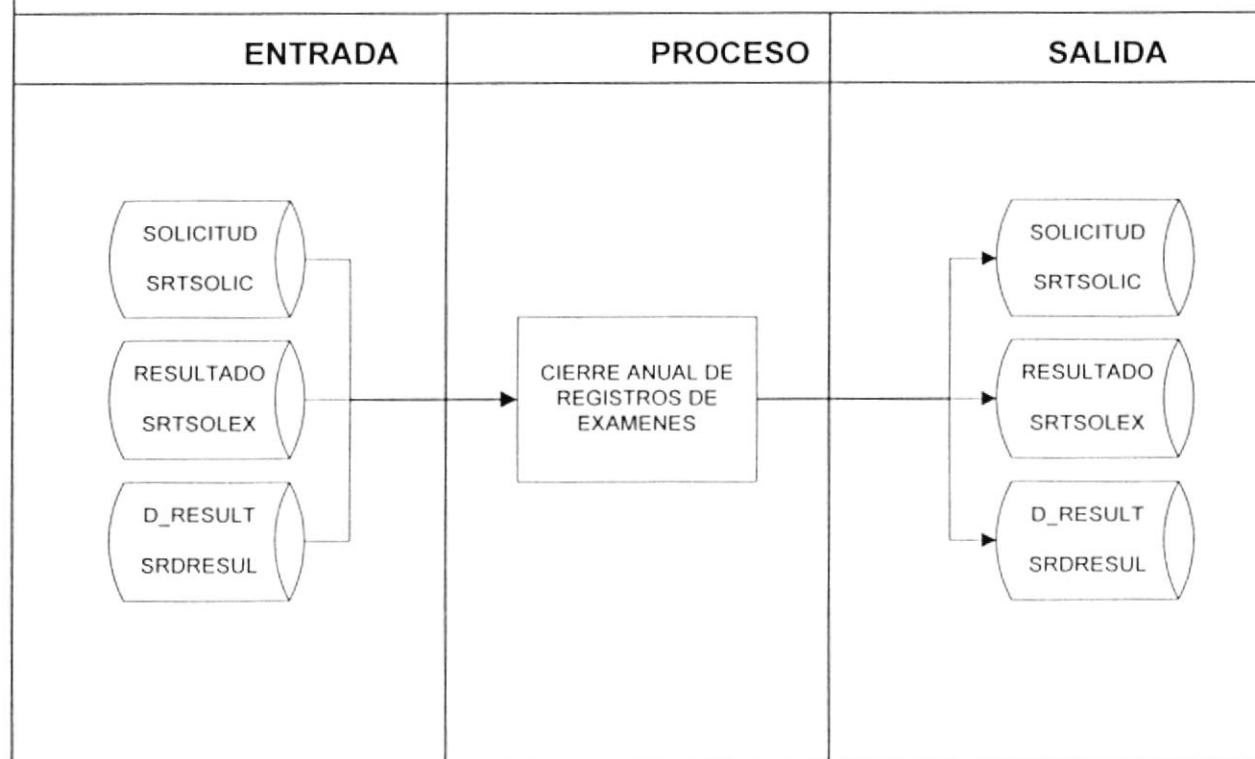 ENTRADA
PROCESO
SALIDA
SOLICITUD
SRTSOLIC
RESULTADO
SRTSOLEX
D_RESULT
SRDRESUL
CIERRE ANUAL DE
REGISTROS DE
EXAMENES
SOLICITUD
SRTSOLIC
RESULTADO
SRTSOLEX
D_RESULT
SRDRESUL